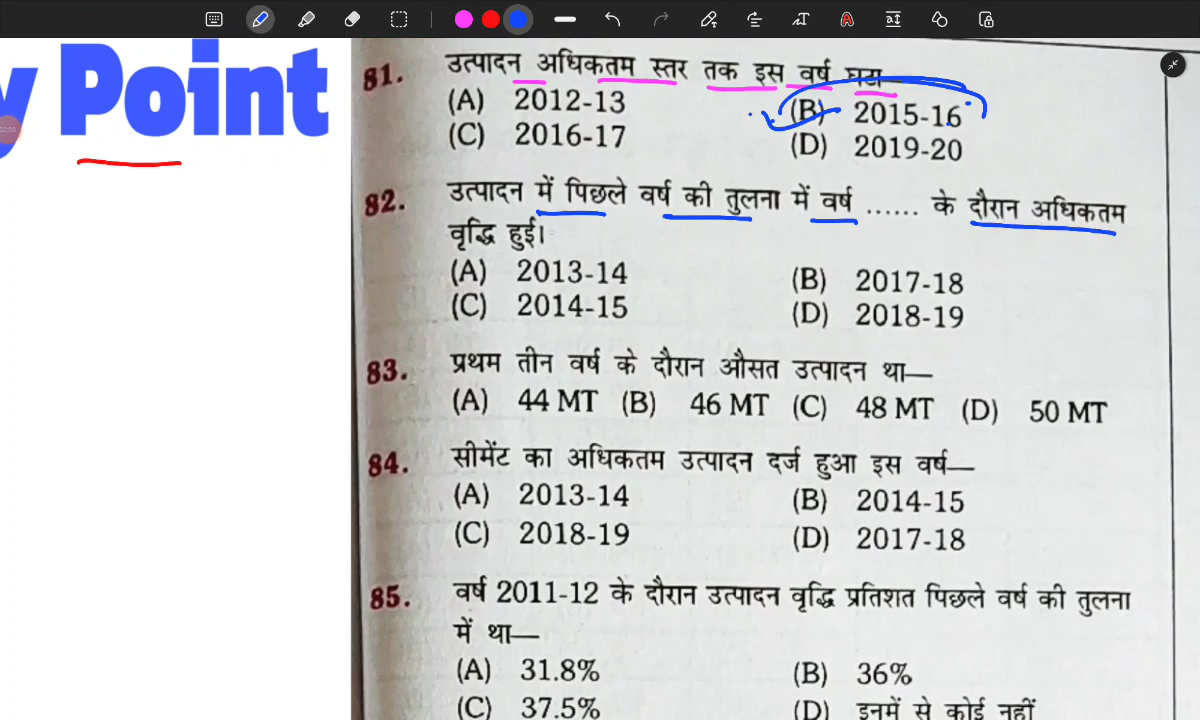 y Point
02:50
81. उत्पादन अधिकतम स्तर तक इस वर्ष घटा—
(A) 2012-13 (B) 2015-16
(C) 2016-17 (D) 2019-20
82. उत्पादन में पिछले वर्ष की तुलना में वर्ष ...... के दौरान अधिकतम
वृद्धि हुई।
(A) 2013-14 (B) 2017-18
(C) 2014-15 (D) 2018-19
83. प्रथम तीन वर्ष के दौरान औसत उत्पादन था—
(A) 44 MT (B) 46 MT (C) 48 MT (D) 50 MT
84. सीमेंट का अधिकतम उत्पादन दर्ज हुआ इस वर्ष—
(A) 2013-14 (B) 2014-15
(C) 2018-19 (D) 2017-18
85. वर्ष 2011-12 के दौरान उत्पादन वृद्धि प्रतिशत पिछले वर्ष की तुलना
में था—
(A) 31.8% (B) 36%
(C) 37.5% (D) इनमें से कोई नहीं